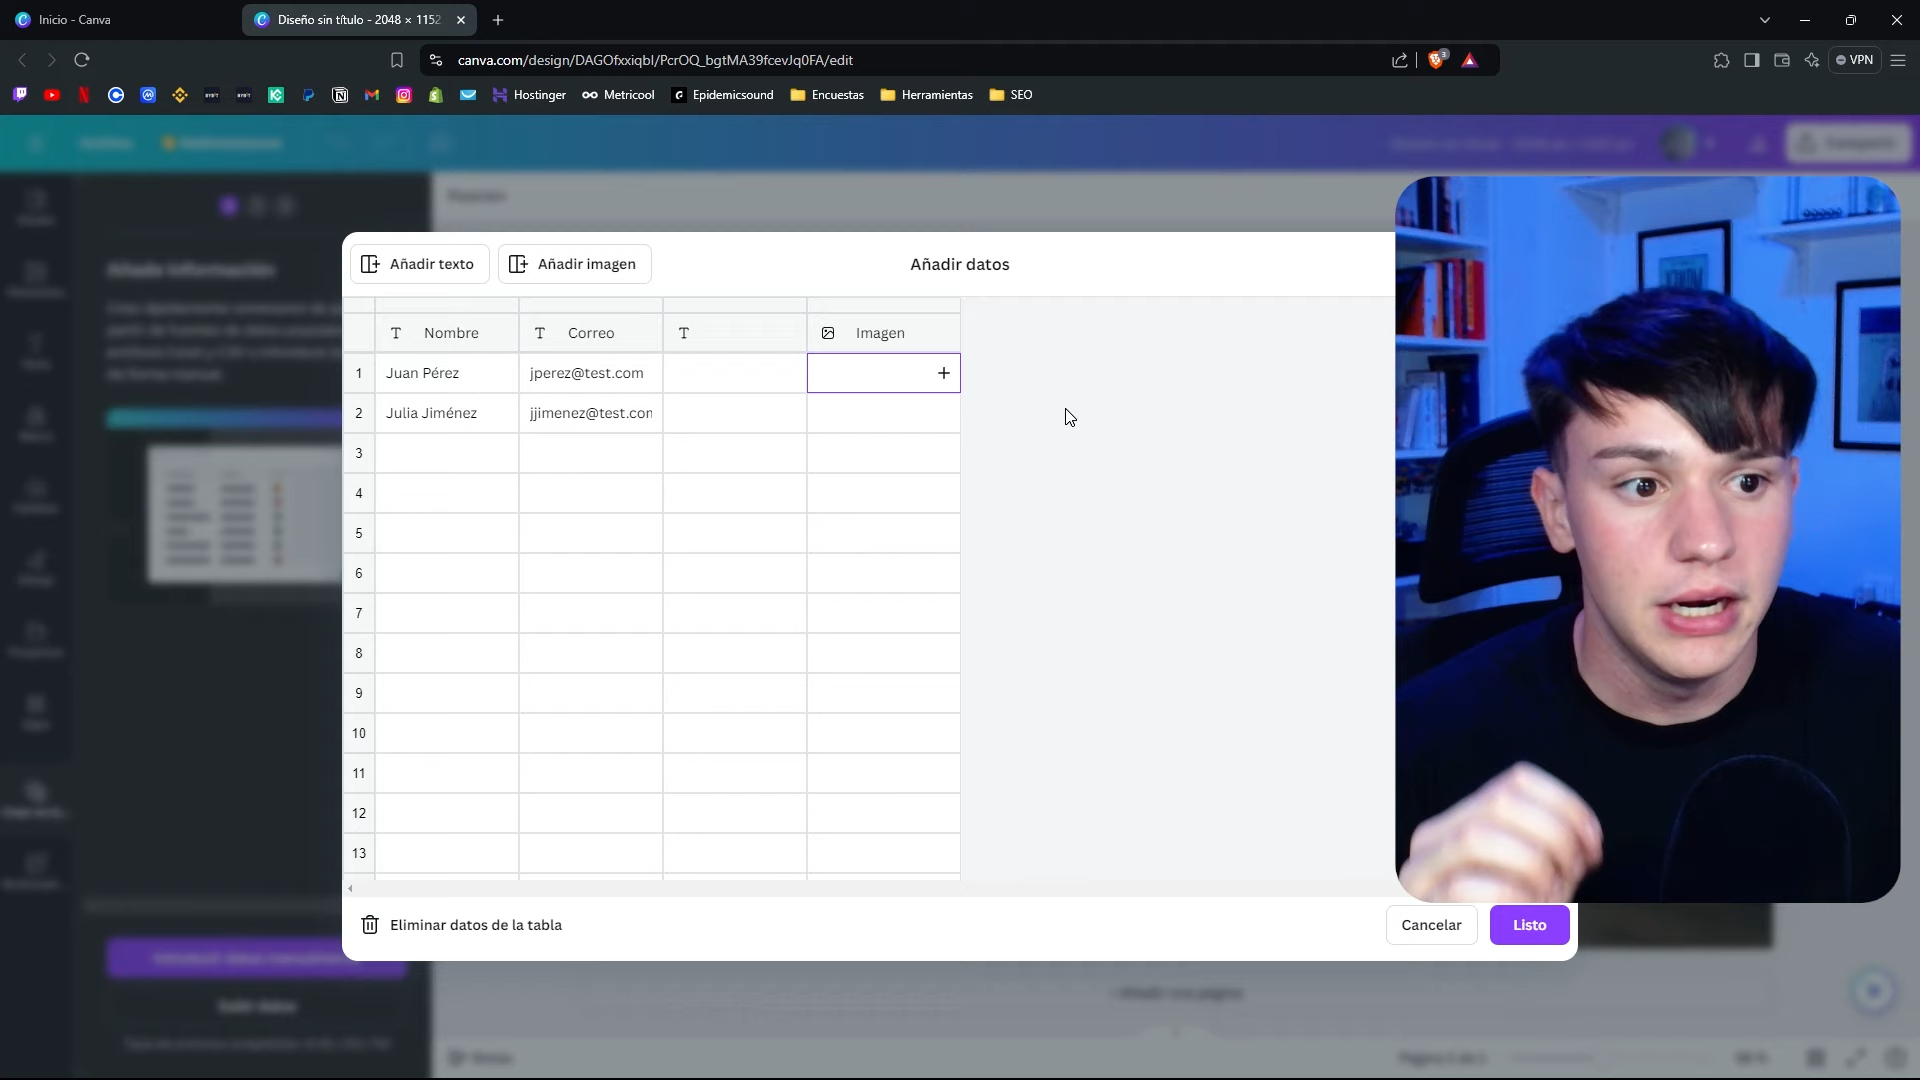 Inicio - Canva
Diseño sin título - 2048 × 1152
canva.com/design/DAGOfxxiqbI/PcrOQ_bgtMA39fcevJq0FA/edit
3
VPN
Hostinger
Metricool
Epidemicsound
Encuestas
Herramientas
SEO
Añadir texto
Añadir imagen
Añadir datos
Nombre
Correo
Imagen
1
Juan Pérez
jperez@test.com
2
Julia Jiménez
jjimenez@test.con
3
4
5
6
7
8
9
10
11
12
13
Eliminar datos de la tabla
Cancelar
Listo
Añade información